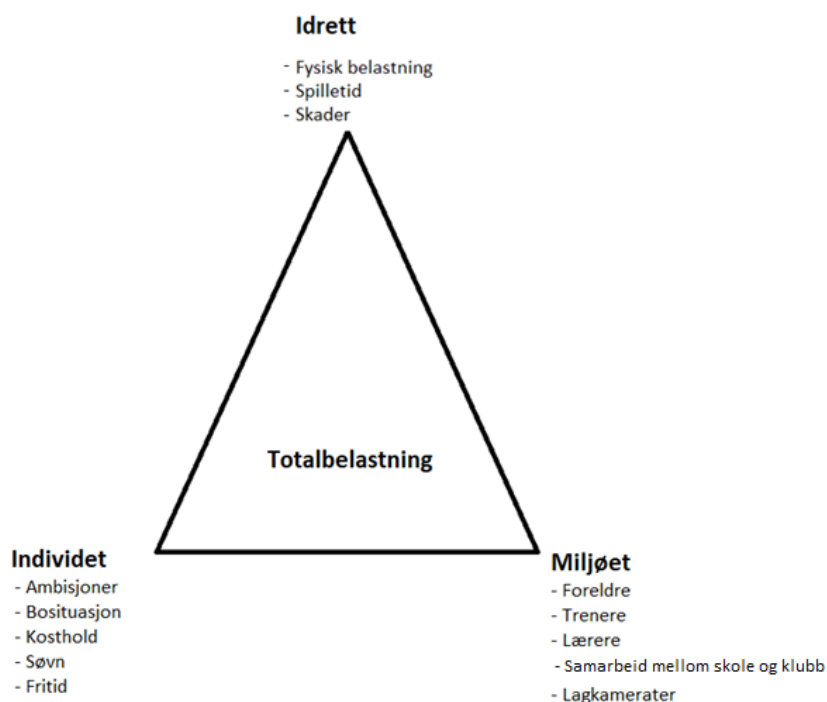 Idrett
- Fysisk belastning
- Spilletid
- Skader
Totalbelastning
Individet
- Ambisjoner
- Bosituasjon
- Kosthold
- Søvn
- Fritid
Miljøet
- Foreldre
- Trenere
- Lærere
- Samarbeid mellom skole og klubb
- Lagkamerater